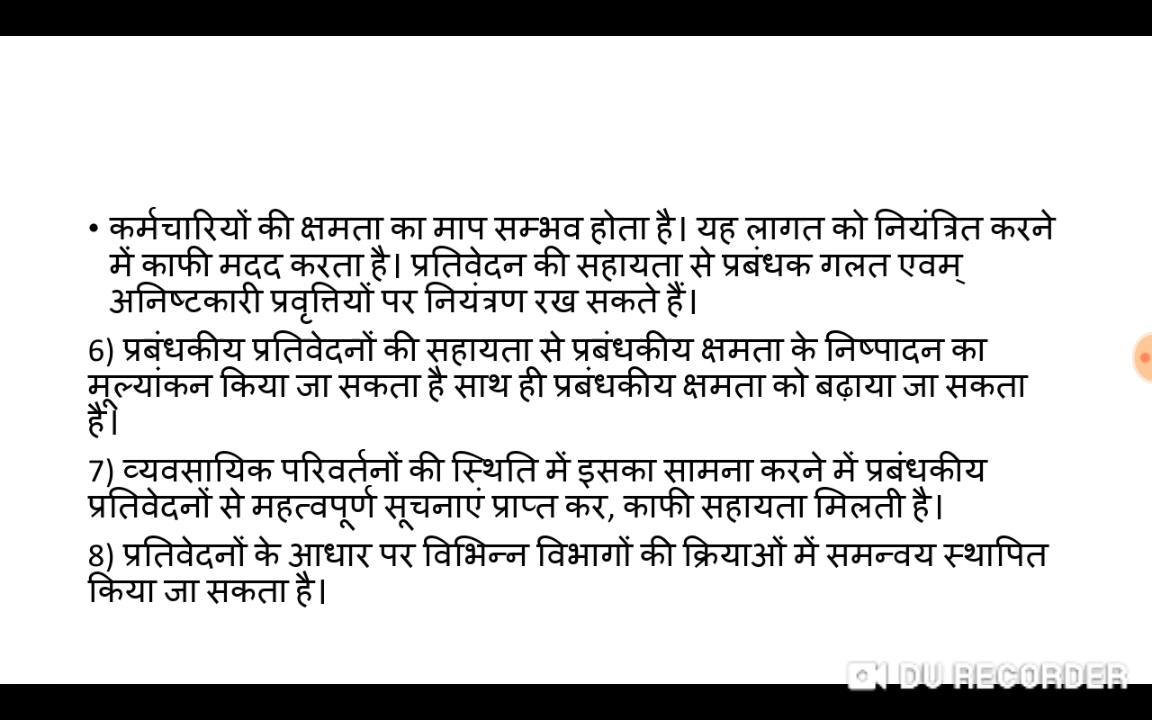 • कर्मचारियों की क्षमता का माप सम्भव होता है। यह लागत को नियंत्रित करने
में काफी मदद करता है। प्रतिवेदन की सहायता से प्रबंधक गलत एवम्
अनिष्टकारी प्रवृत्तियों पर नियंत्रण रख सकते हैं।
6) प्रबंधकीय प्रतिवेदनों की सहायता से प्रबंधकीय क्षमता के निष्पादन का
मूल्यांकन किया जा सकता है साथ ही प्रबंधकीय क्षमता को बढ़ाया जा सकता
है।
7) व्यवसायिक परिवर्तनों की स्थिति में इसका सामना करने में प्रबंधकीय
प्रतिवेदनों से महत्वपूर्ण सूचनाएं प्राप्त कर, काफी सहायता मिलती है।
8) प्रतिवेदनों के आधार पर विभिन्न विभागों की क्रियाओं में समन्वय स्थापित
किया जा सकता है।
DU RECORDER